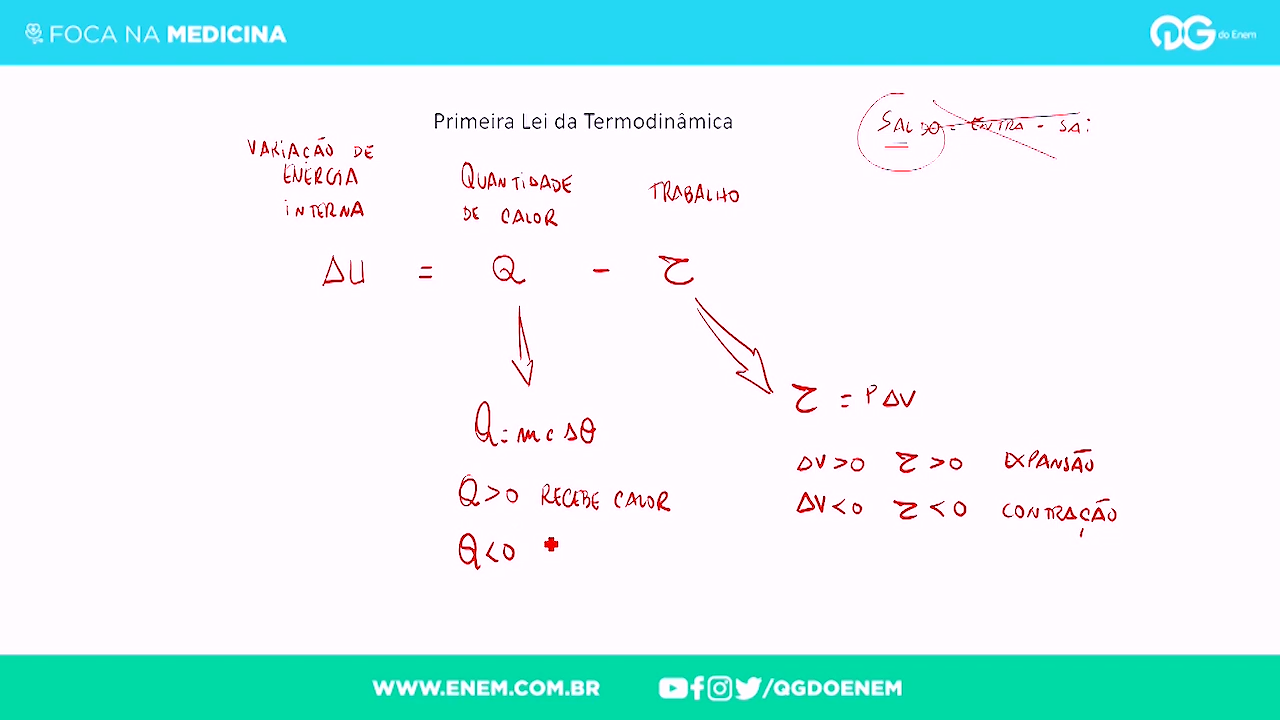 FOCA NA MEDICINA
QG do Enem
Primeira Lei da Termodinâmica
SALDO = ENTRA - SAI
VARIAÇÃO DE
ENERGIA
INTERNA
QUANTIDADE
DE CALOR
TRABALHO
ΔU = Q - τ
Q = mcΔθ
Q>0 RECEBE CALOR
Q<0
τ = PΔV
ΔV>0 τ>0 EXPANSÃO
ΔV<0 τ<0 CONTRAÇÃO
WWW.ENEM.COM.BR
/QGDOENEM